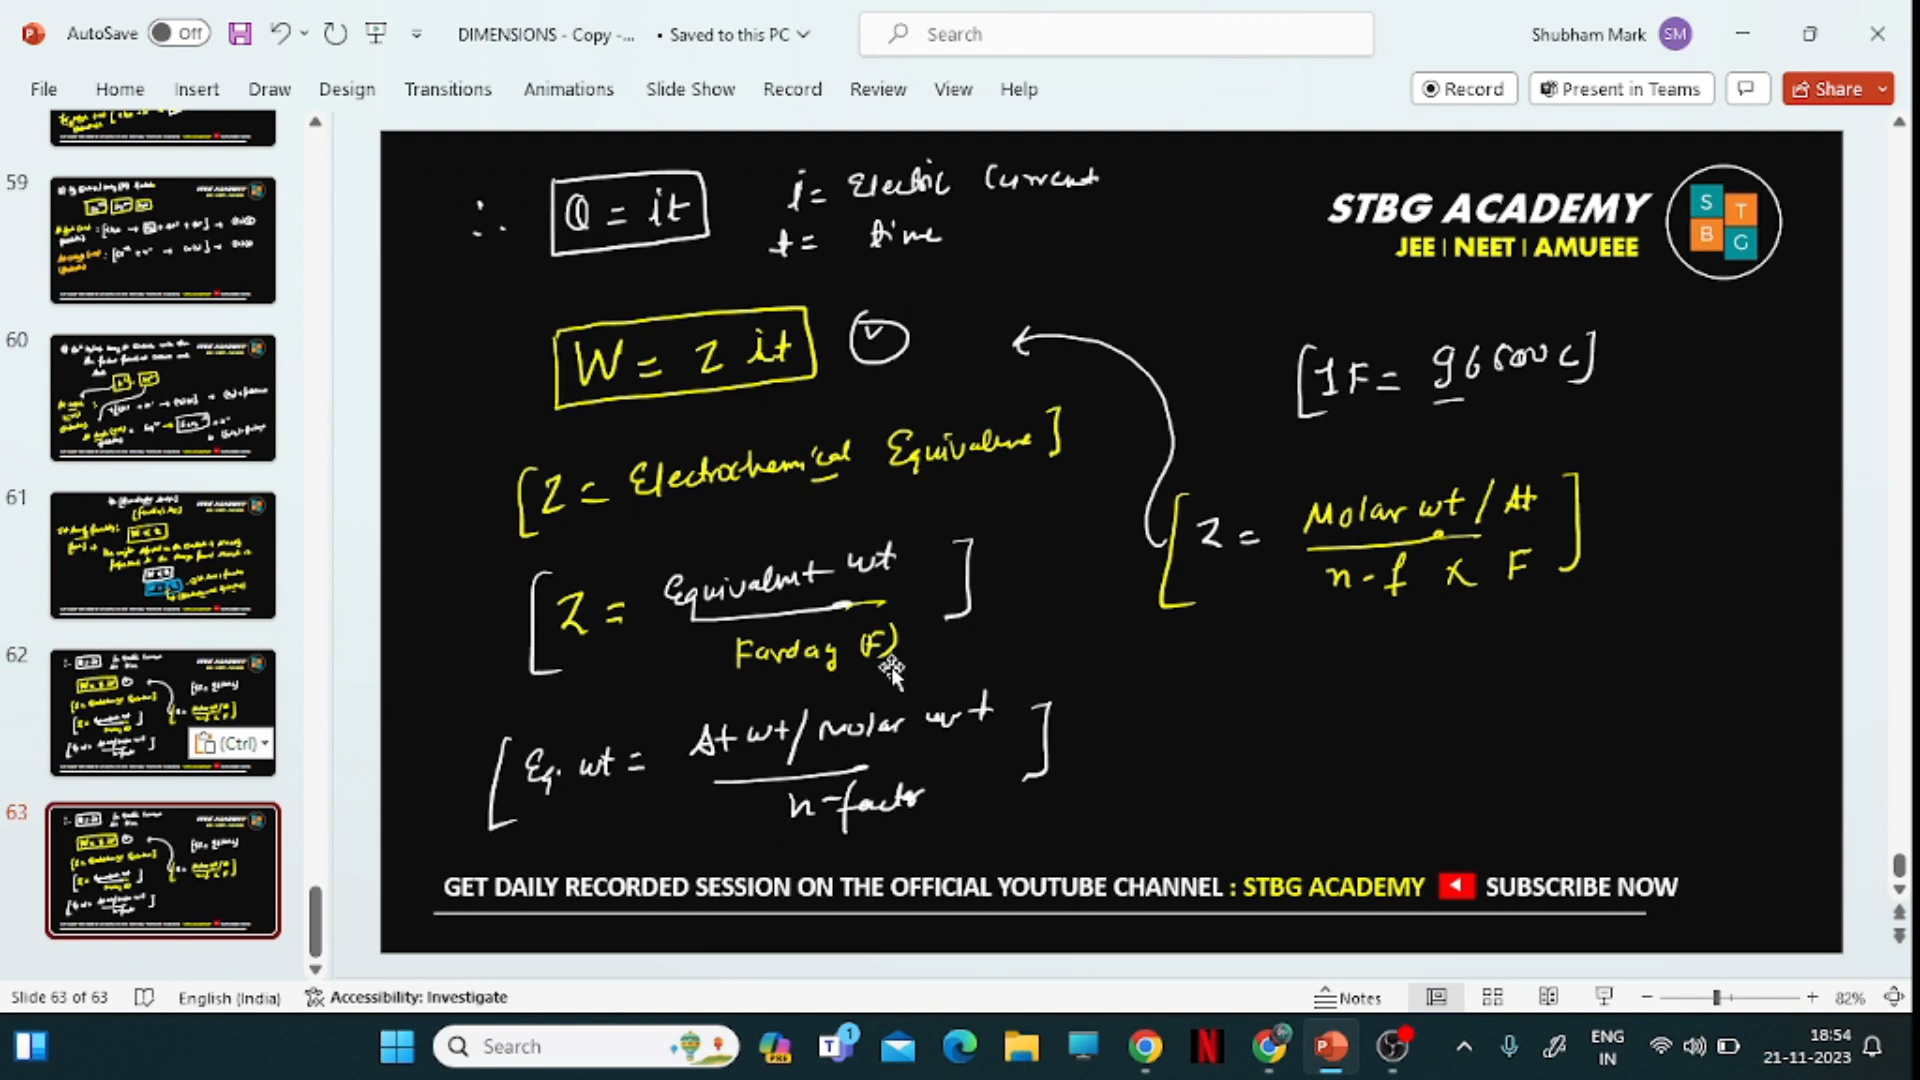 AutoSave Off DIMENSIONS - Copy -... • Saved to this PC Search Shubham Mark SM
File Home Insert Draw Design Transitions Animations Slide Show Record Review View Help Record Present in Teams Share
59
60
61
62
(Ctrl)
63
∴ Q = it i = Electric Current
t = time
STBG ACADEMY
JEE | NEET | AMUEEE
S T B G
W = Z it
[1F = 96500 C]
[Z = Electrochemical Equivalent]
[Z = Equivalent wt / Farday (F)]
[Z = Molar wt / At / n-f x F]
[Eq. wt = At wt / Molar wt / n-factor]
GET DAILY RECORDED SESSION ON THE OFFICIAL YOUTUBE CHANNEL : STBG ACADEMY SUBSCRIBE NOW
Slide 63 of 63 English (India) Accessibility: Investigate Notes 82%
Search PRE T 1 N P ENG IN 18:54 21-11-2023